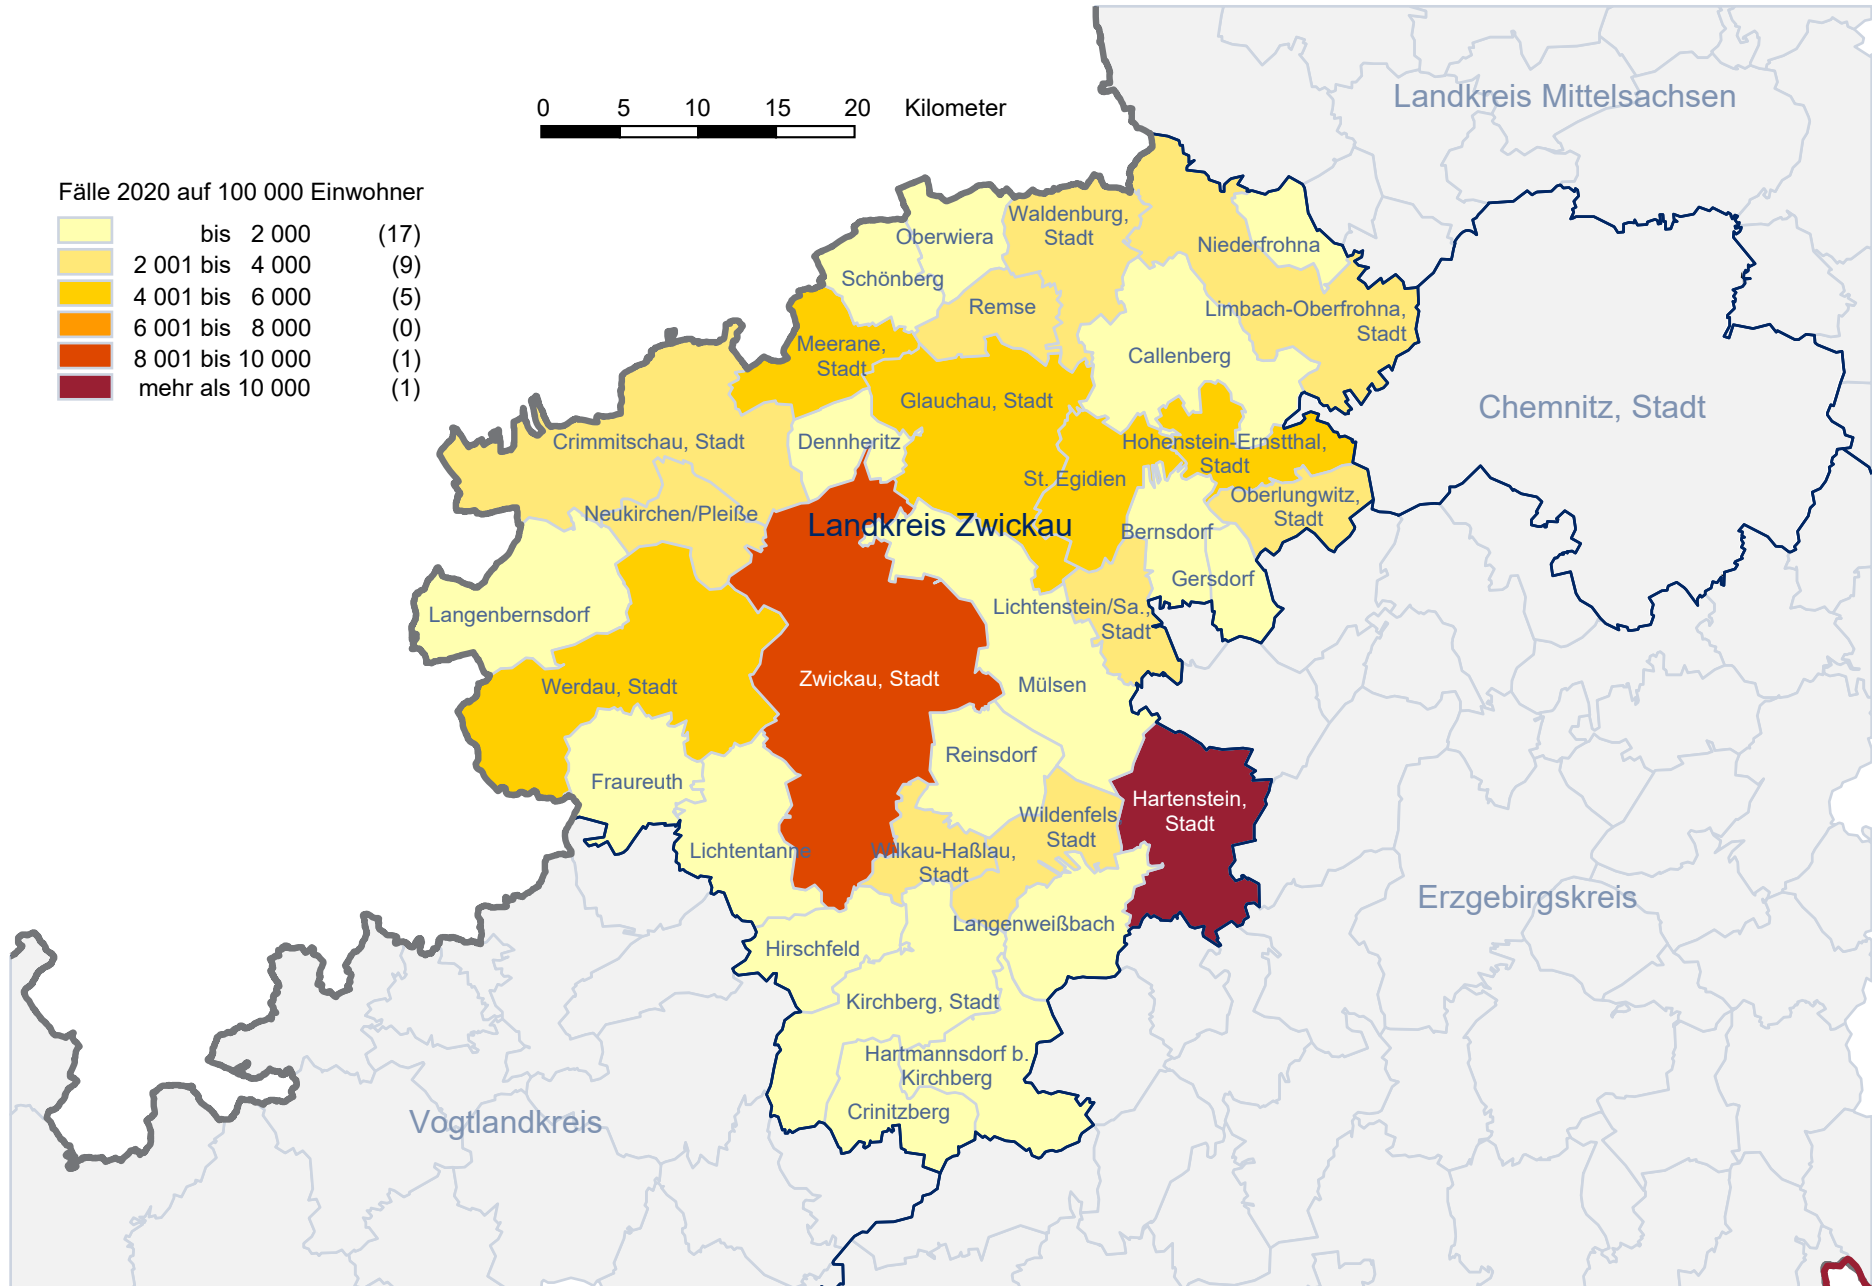 0 5 10 15 20 Kilometer
Landkreis Mittelsachsen
Fälle 2020 auf 100 000 Einwohner
bis 2 000 (17)
2 001 bis 4 000 (9)
4 001 bis 6 000 (5)
6 001 bis 8 000 (0)
8 001 bis 10 000 (1)
mehr als 10 000 (1)
Waldenburg,
Stadt
Oberwiera
Niederfrohna
Schönberg
Remse
Limbach-Oberfrohna,
Stadt
Meerane,
Stadt
Callenberg
Glauchau, Stadt
Chemnitz, Stadt
Crimmitschau, Stadt
Dennheritz
Hohenstein-Ernstthal,
Stadt
St. Egidien
Oberlungwitz,
Stadt
Neukirchen/Pleiße
Landkreis Zwickau
Bernsdorf
Gersdorf
Langenbernsdorf
Lichtenstein/Sa.,
Stadt
Werdau, Stadt
Zwickau, Stadt
Mülsen
Reinsdorf
Fraureuth
Hartenstein,
Stadt
Wildenfels,
Stadt
Lichtentanne
Wilkau-Haßlau,
Stadt
Erzgebirgskreis
Langenweißbach
Hirschfeld
Kirchberg, Stadt
Hartmannsdorf b.
Kirchberg
Crinitzberg
Vogtlandkreis